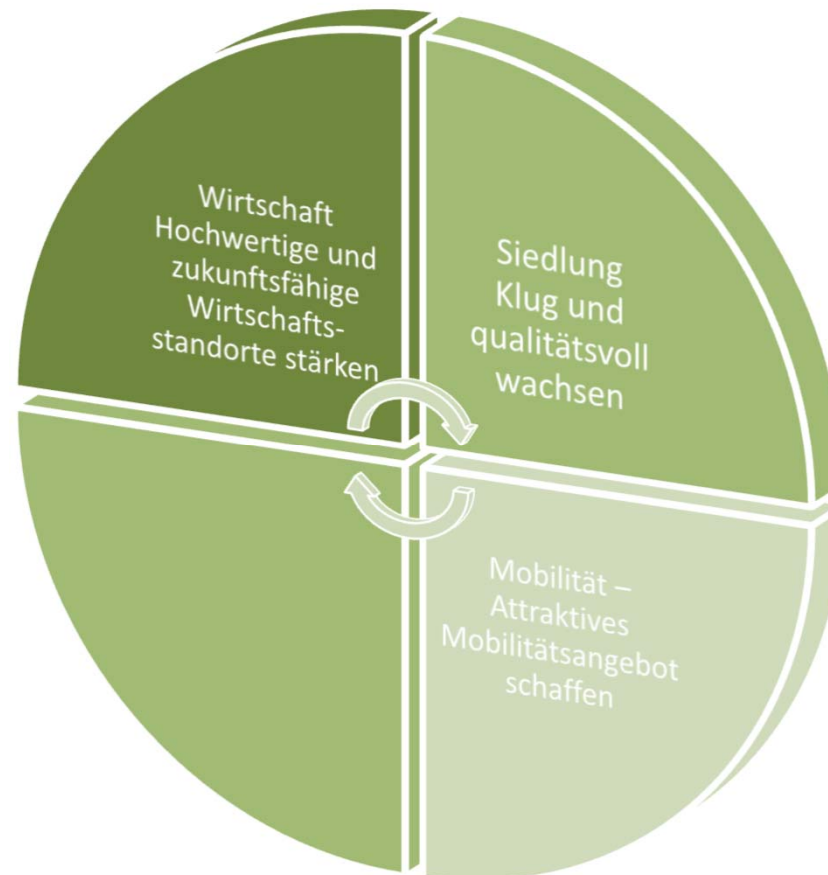 Wirtschaft
Hochwertige und
zukunftsfähige
Wirtschafts-
standorte stärken
Siedlung
Klug und
qualitätsvoll
wachsen
Mobilität –
Attraktives
Mobilitätsangebot
schaffen